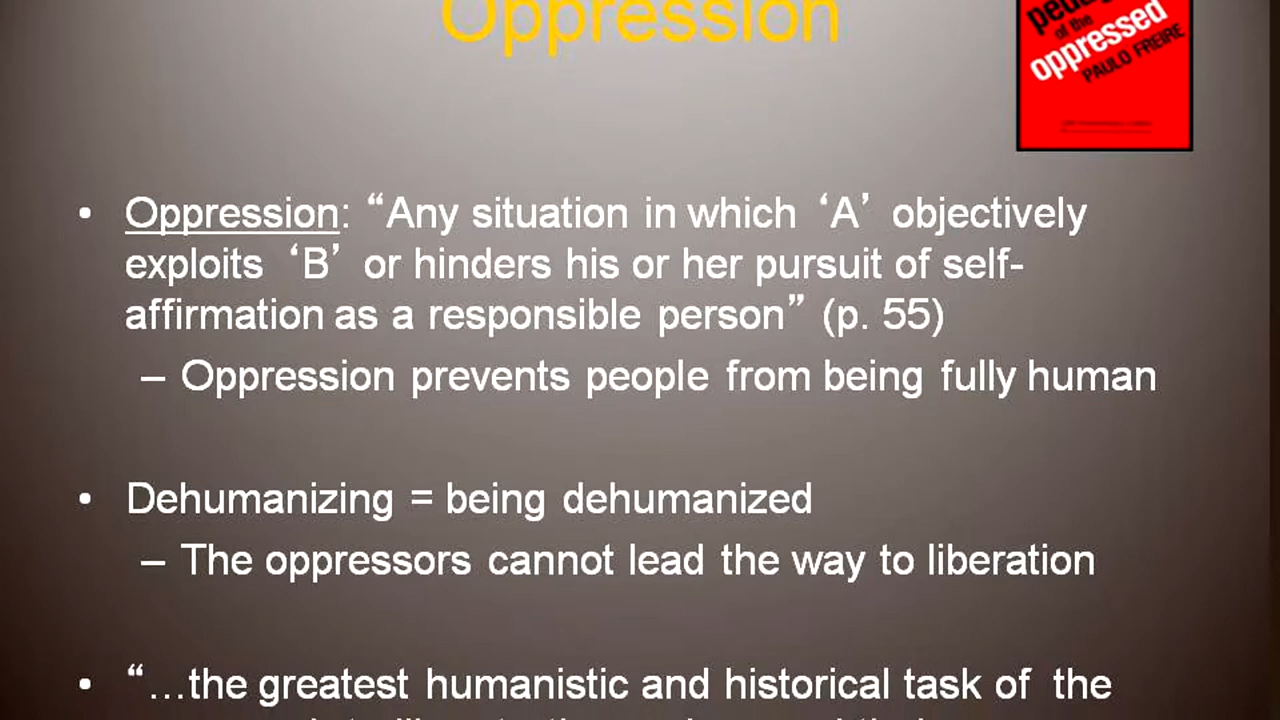 Oppression
of the
oppressed
PAULO FREIRE
• Oppression: “Any situation in which ‘A’ objectively
exploits ‘B’ or hinders his or her pursuit of self-
affirmation as a responsible person” (p. 55)
– Oppression prevents people from being fully human
• Dehumanizing = being dehumanized
– The oppressors cannot lead the way to liberation
• “…the greatest humanistic and historical task of the